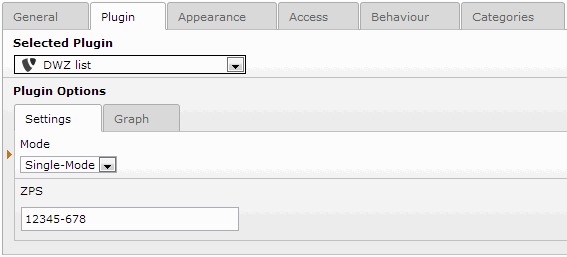 General Plugin Appearance Access Behaviour Categories
Selected Plugin
DWZ list
Plugin Options
Settings Graph
Mode
Single-Mode
ZPS
12345-678